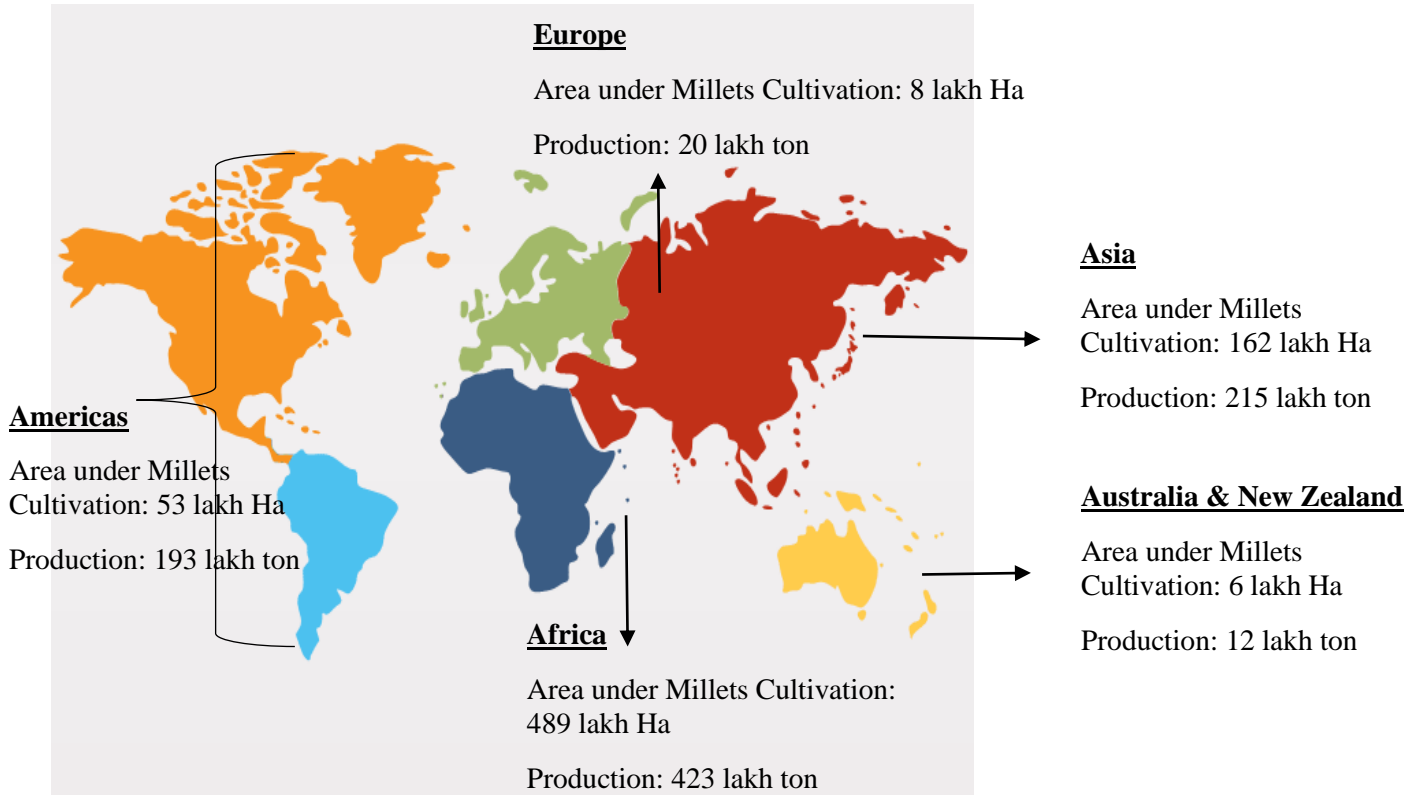 Europe
Area under Millets Cultivation: 8 lakh Ha
Production: 20 lakh ton
Asia
Area under Millets
Cultivation: 162 lakh Ha
Production: 215 lakh ton
Americas
Area under Millets
Cultivation: 53 lakh Ha
Production: 193 lakh ton
Australia & New Zealand
Area under Millets
Cultivation: 6 lakh Ha
Production: 12 lakh ton
Africa
Area under Millets Cultivation:
489 lakh Ha
Production: 423 lakh ton